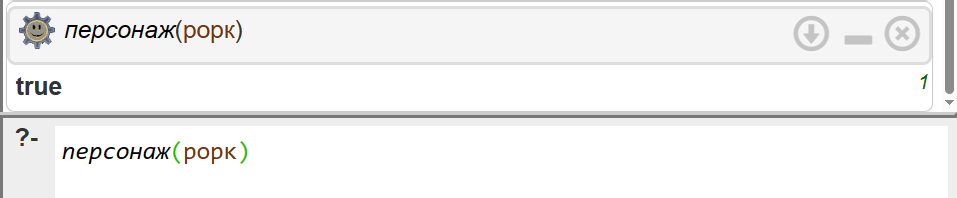 персонаж(рорк)
true
1
?- персонаж(рорк)